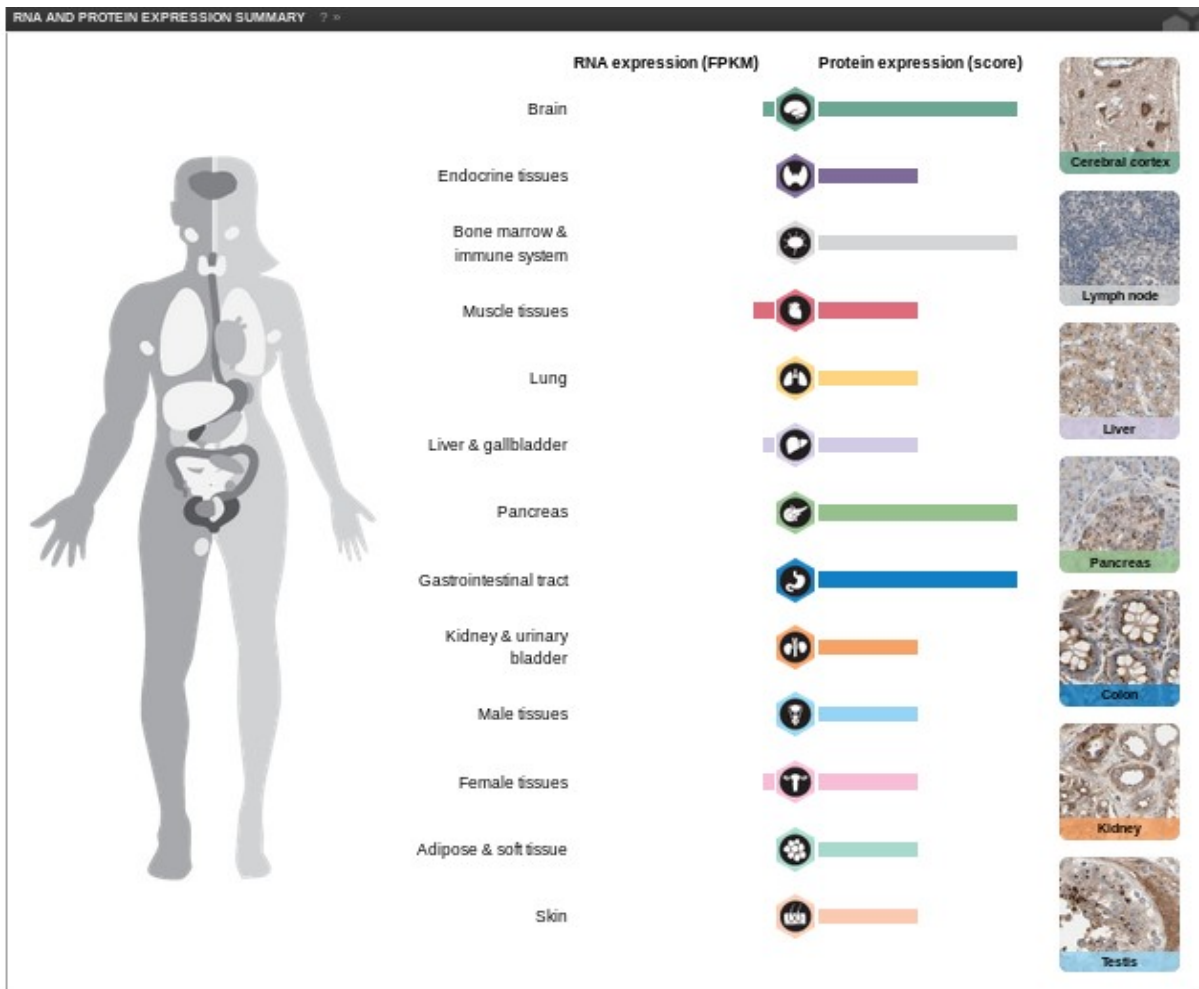 RNA AND PROTEIN EXPRESSION SUMMARY ? »
RNA expression (FPKM) Protein expression (score)
Brain
Endocrine tissues
Bone marrow &
immune system
Muscle tissues
Lung
Liver & gallbladder
Pancreas
Gastrointestinal tract
Kidney & urinary
bladder
Male tissues
Female tissues
Adipose & soft tissue
Skin
Cerebral cortex
Lymph node
Liver
Pancreas
Colon
Kidney
Testis